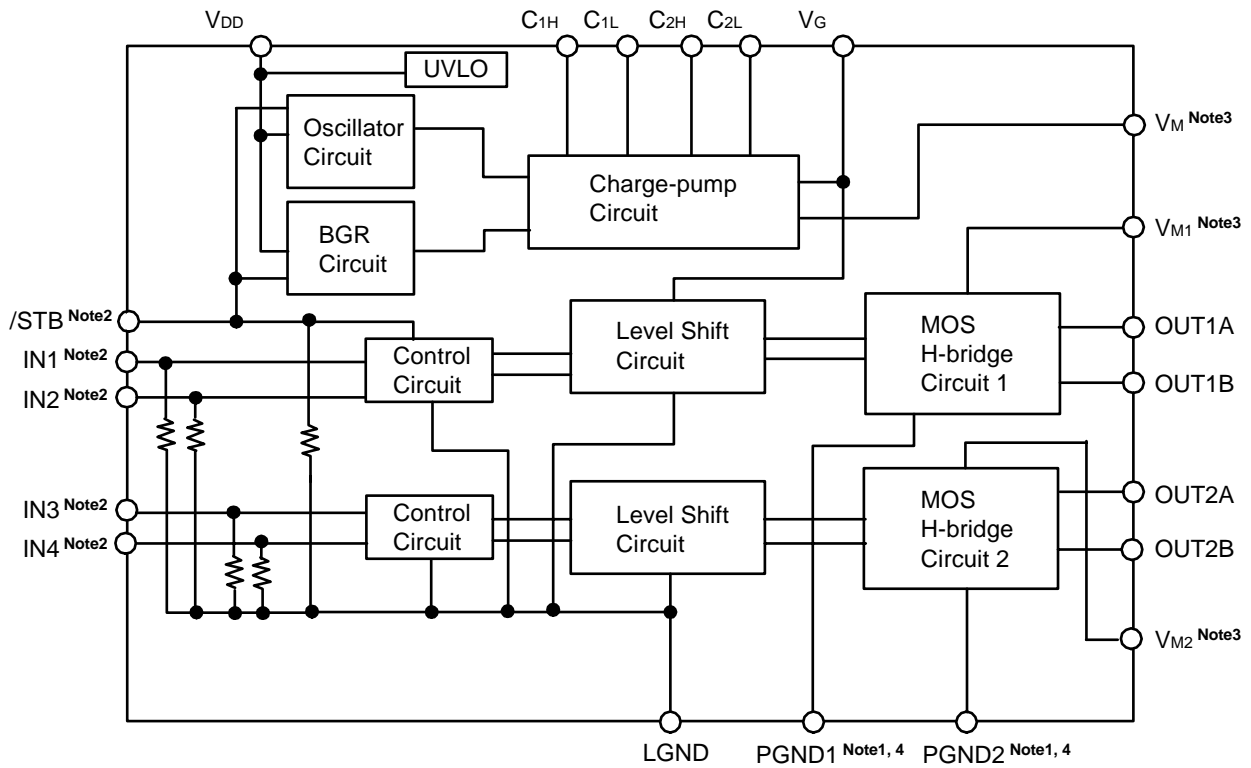 VDD
C1H
C1L
C2H
C2L
VG
UVLO
Oscillator
Circuit
Charge-pump
Circuit
BGR
Circuit
VM Note3
VM1 Note3
/STB Note2
IN1 Note2
IN2 Note2
Control
Circuit
Level Shift
Circuit
MOS
H-bridge
Circuit 1
OUT1A
OUT1B
IN3 Note2
IN4 Note2
Control
Circuit
Level Shift
Circuit
MOS
H-bridge
Circuit 2
OUT2A
OUT2B
VM2 Note3
LGND
PGND1 Note1, 4
PGND2 Note1, 4